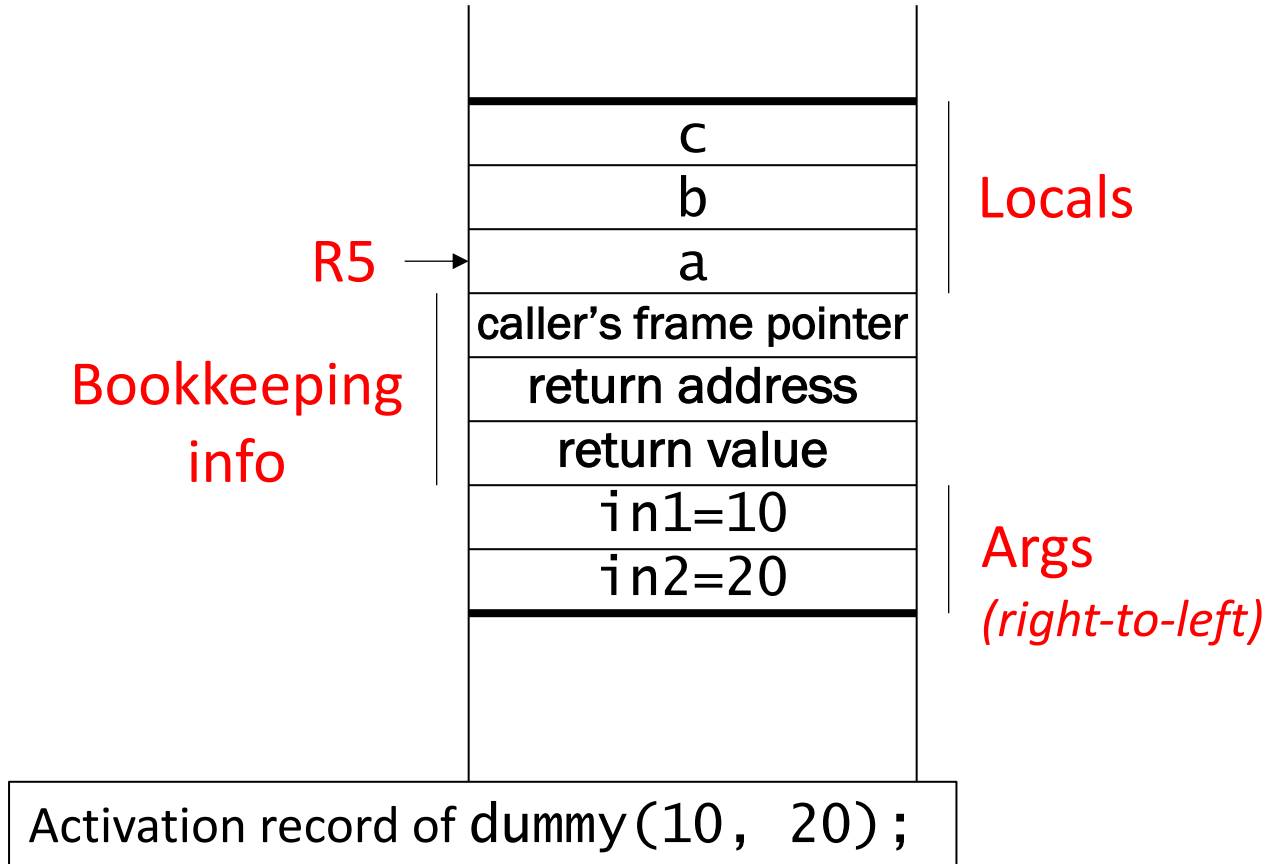 c
b
Locals
R5
a
caller's frame pointer
Bookkeeping
info
return address
return value
in1=10
in2=20
Args
(right-to-left)
Activation record of dummy(10, 20);